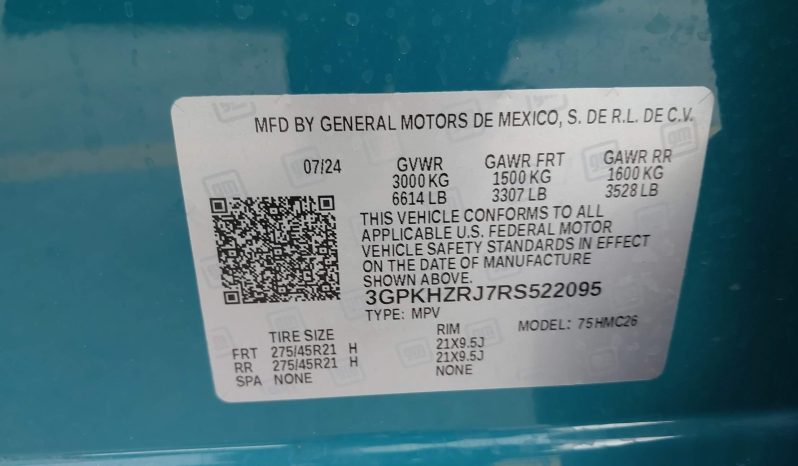 MFD BY GENERAL MOTORS DE MEXICO, S. DE R.L. DE C.V.
07/24 GVWR GAWR FRT GAWR RR
3000 KG 1500 KG 1600 KG
6614 LB 3307 LB 3528 LB
THIS VEHICLE CONFORMS TO ALL
APPLICABLE U.S. FEDERAL MOTOR
VEHICLE SAFETY STANDARDS IN EFFECT
ON THE DATE OF MANUFACTURE
SHOWN ABOVE.
3GPKHZRJ7RS522095
TYPE: MPV MODEL: 75HMC26
TIRE SIZE RIM
FRT 275/45R21 H 21X9.5J
RR 275/45R21 H 21X9.5J
SPA NONE NONE